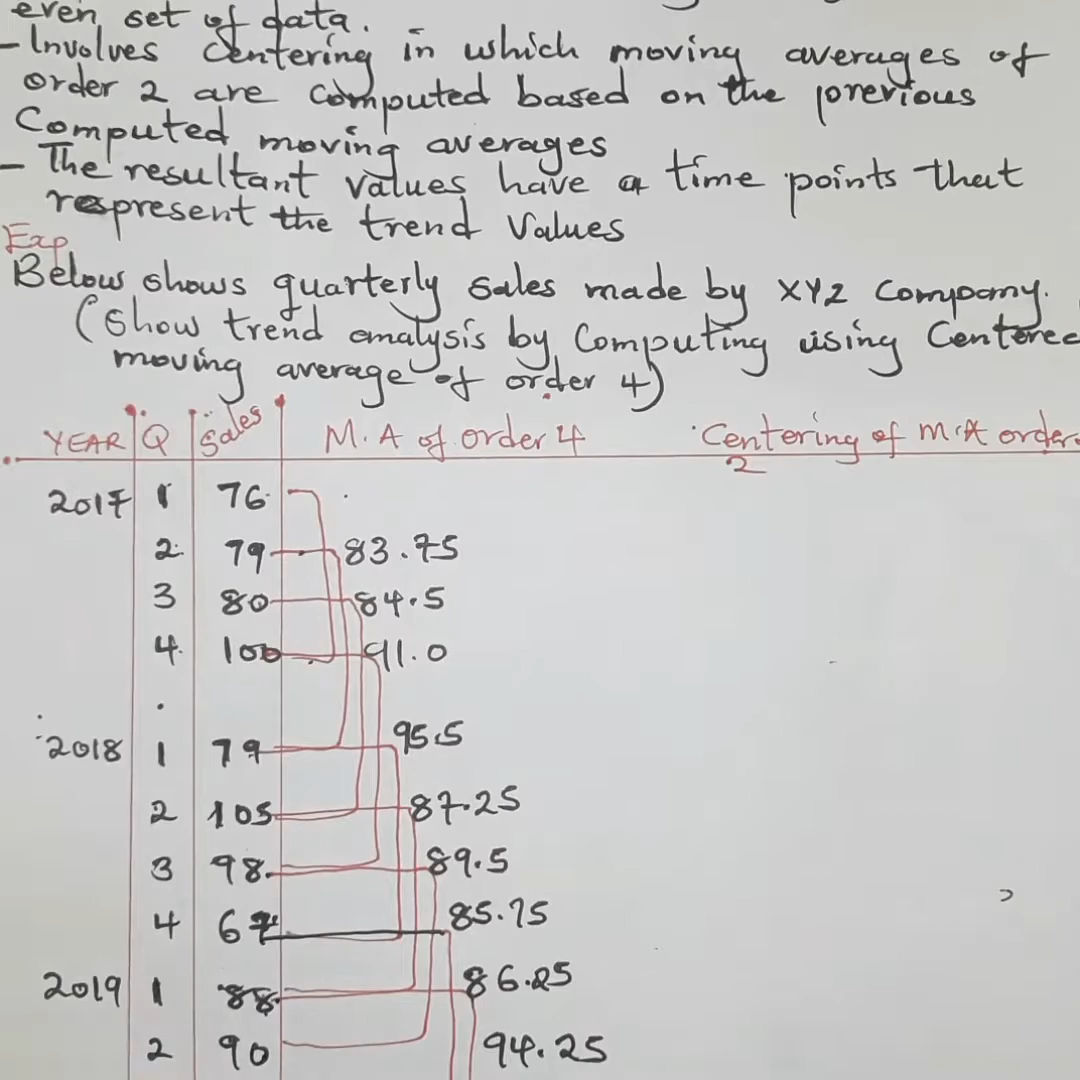 even set of data.
- Involves Centering in which moving averages of
order 2 are computed based on the previous
Computed moving averages
- The resultant values have a time points that
represent the trend Values
Exp
Below shows quarterly sales made by XYZ Company.
(Show trend analysis by Computing using Centered
moving average of order 4)
YEAR Q Sales M.A of order 4 Centering of M.A order
2
2017 1 76
2 79 83.75
3 80 84.5
4 100 91.0
2018 1 79 95.5
2 105 87.25
3 98 89.5
4 67 85.75
2019 1 88 86.25
2 90 94.25